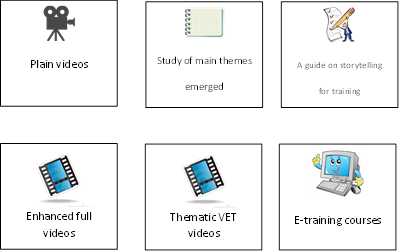 Plain videos
Study of main themes
emerged
A guide on storytelling
for training
Enhanced full
videos
Thematic VET
videos
E-training courses